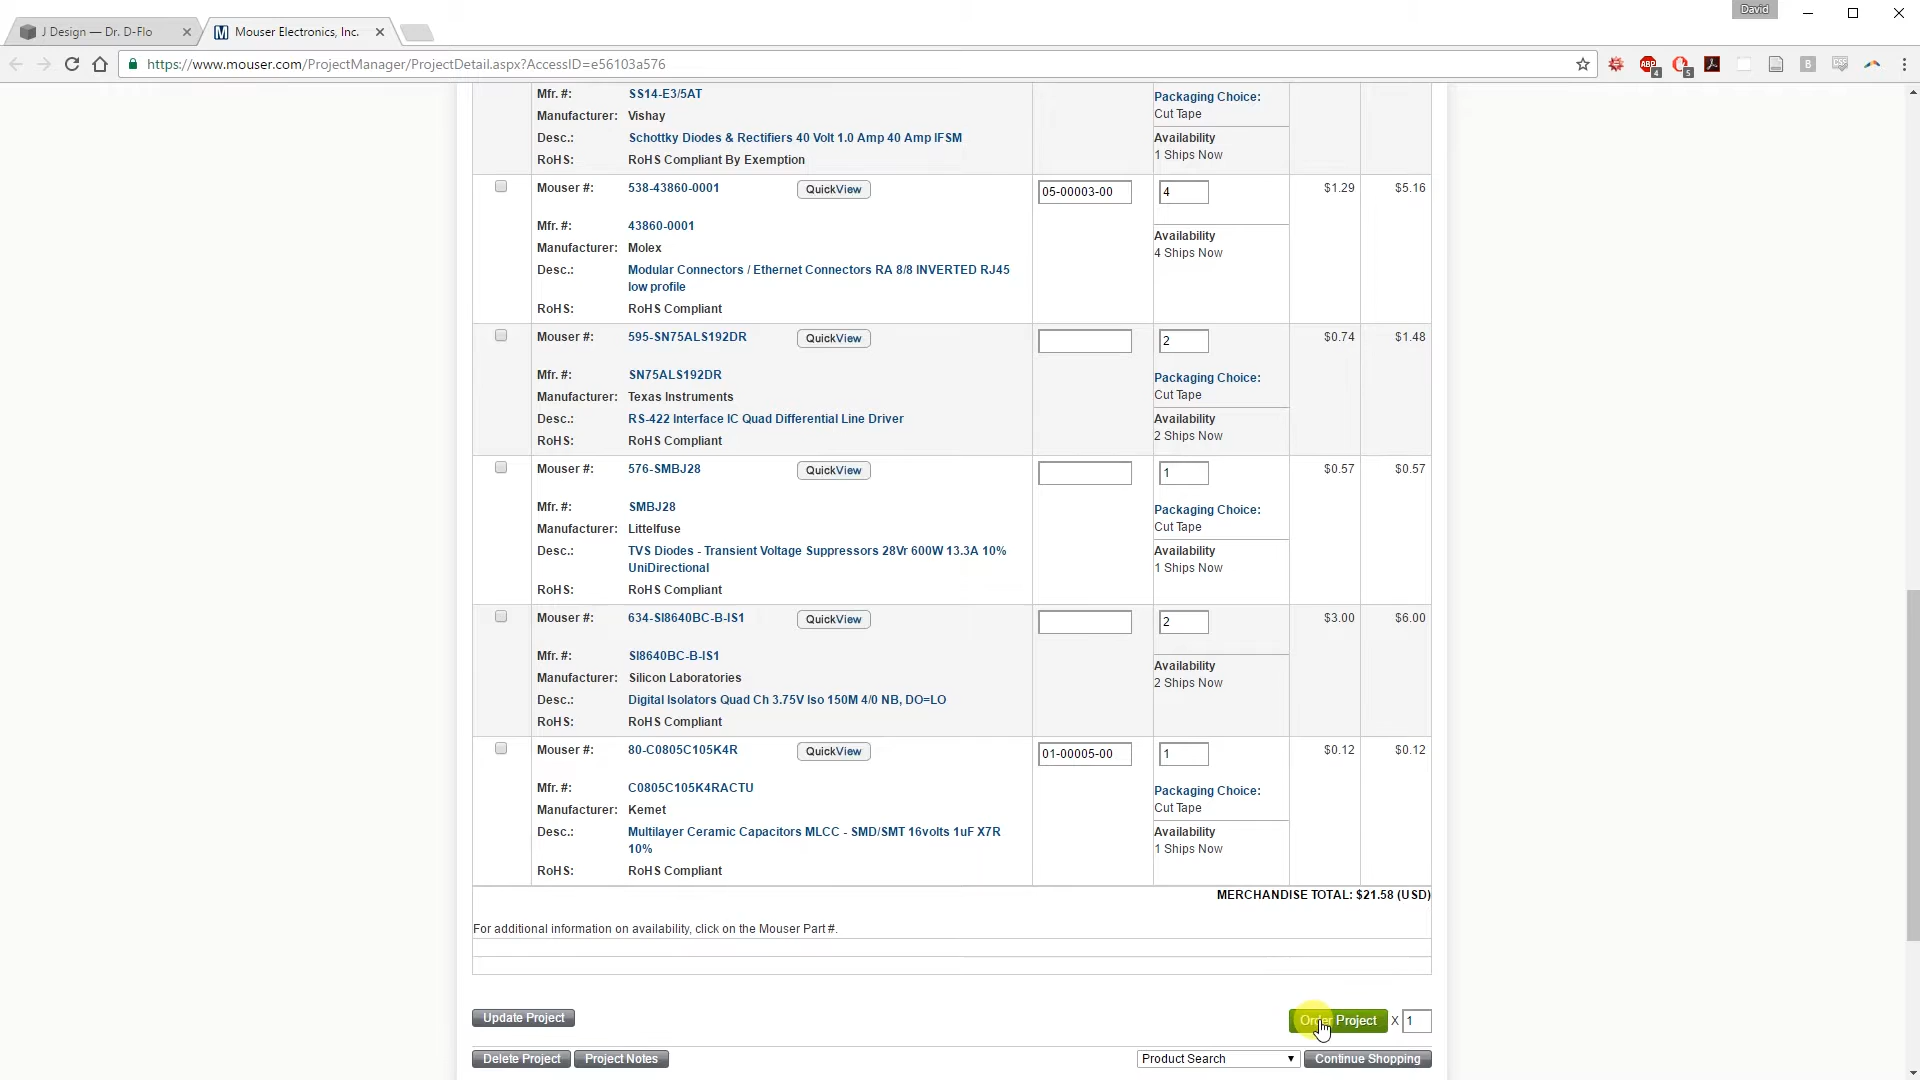 David
J Design — Dr. D-Flo
Mouser Electronics, Inc.
https://www.mouser.com/ProjectManager/ProjectDetail.aspx?AccessID=e56103a576
Mfr. #: SS14-E3/5AT
Packaging Choice:
Manufacturer: Vishay
Cut Tape
Desc.: Schottky Diodes & Rectifiers 40 Volt 1.0 Amp 40 Amp IFSM
Availability
RoHS: RoHS Compliant By Exemption
1 Ships Now
Mouser #: 538-43860-0001 QuickView 05-00003-00 4 $1.29 $5.16
Mfr. #: 43860-0001
Availability
Manufacturer: Molex
4 Ships Now
Desc.: Modular Connectors / Ethernet Connectors RA 8/8 INVERTED RJ45
low profile
RoHS: RoHS Compliant
Mouser #: 595-SN75ALS192DR QuickView 2 $0.74 $1.48
Mfr. #: SN75ALS192DR
Packaging Choice:
Manufacturer: Texas Instruments
Cut Tape
Desc.: RS-422 Interface IC Quad Differential Line Driver
Availability
RoHS: RoHS Compliant
2 Ships Now
Mouser #: 576-SMBJ28 QuickView 1 $0.57 $0.57
Mfr. #: SMBJ28
Packaging Choice:
Manufacturer: Littelfuse
Cut Tape
Desc.: TVS Diodes - Transient Voltage Suppressors 28Vr 600W 13.3A 10%
Availability
UniDirectional
1 Ships Now
RoHS: RoHS Compliant
Mouser #: 634-SI8640BC-B-IS1 QuickView 2 $3.00 $6.00
Mfr. #: SI8640BC-B-IS1
Availability
Manufacturer: Silicon Laboratories
2 Ships Now
Desc.: Digital Isolators Quad Ch 3.75V Iso 150M 4/0 NB, DO=LO
RoHS: RoHS Compliant
Mouser #: 80-C0805C105K4R QuickView 01-00005-00 1 $0.12 $0.12
Mfr. #: C0805C105K4RACTU
Packaging Choice:
Manufacturer: Kemet
Cut Tape
Desc.: Multilayer Ceramic Capacitors MLCC - SMD/SMT 16volts 1uF X7R
Availability
10%
1 Ships Now
RoHS: RoHS Compliant
MERCHANDISE TOTAL: $21.58 (USD)
For additional information on availability, click on the Mouser Part #.
Update Project
Order Project X 1
Delete Project Project Notes Product Search Continue Shopping